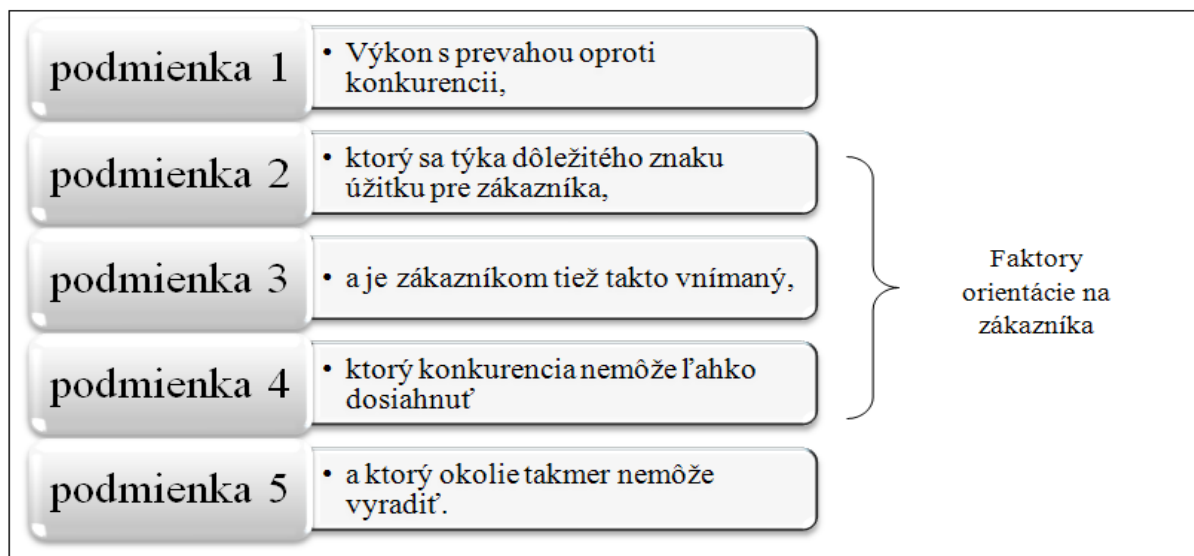 podmienka 1
• Výkon s prevahou oproti
konkurencii,
podmienka 2
• ktorý sa týka dôležitého znaku
úžitku pre zákazníka,
podmienka 3
• a je zákazníkom tiež takto vnímaný,
podmienka 4
• ktorý konkurencia nemôže ľahko
dosiahnuť
podmienka 5
• a ktorý okolie takmer nemôže
vyradiť.
Faktory
orientácie na
zákazníka